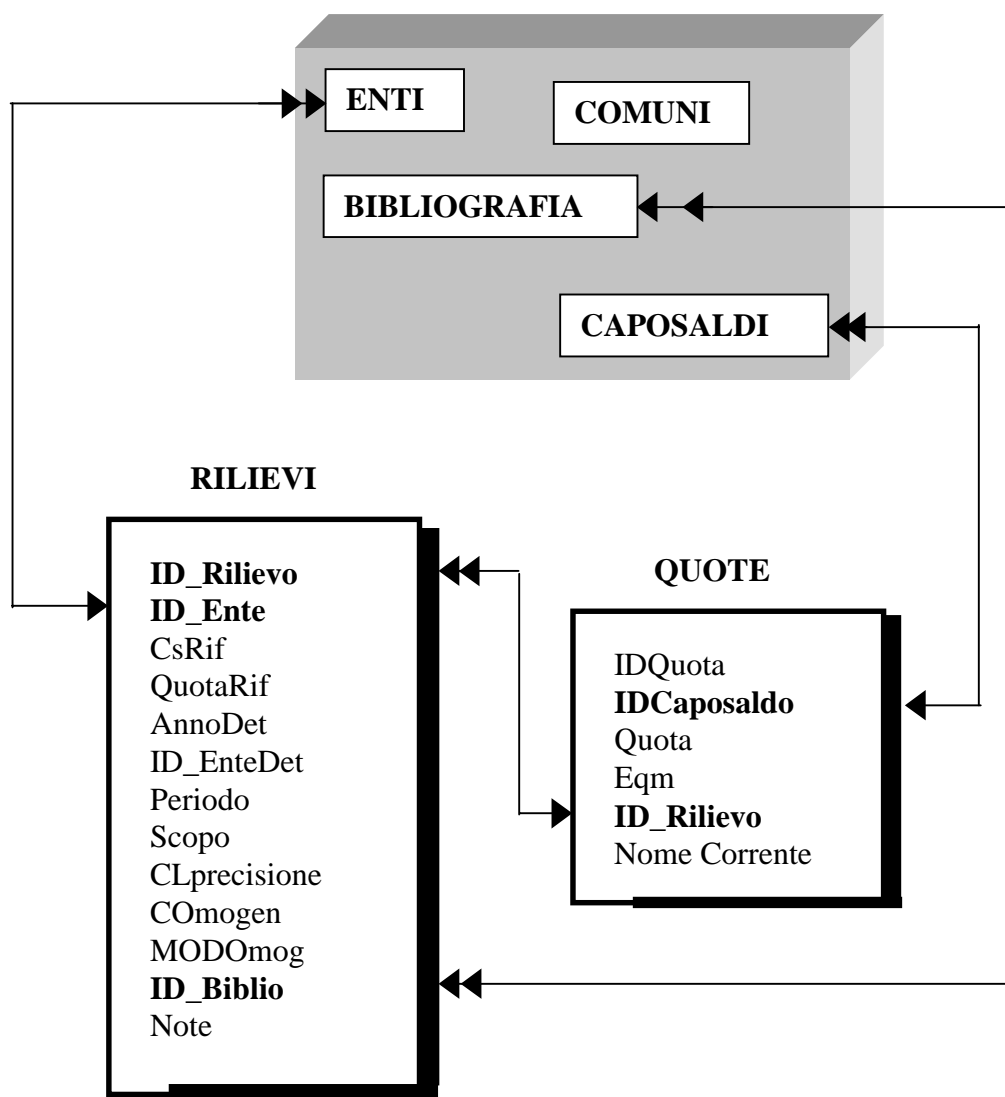 ENTI
COMUNI
BIBLIOGRAFIA
CAPOSALDI
RILIEVI
ID_Rilievo
ID_Ente
CsRif
QuotaRif
AnnoDet
ID_EnteDet
Periodo
Scopo
CLprecisione
COmogen
MODOmog
ID_Biblio
Note
QUOTE
IDQuota
IDCaposaldo
Quota
Eqm
ID_Rilievo
Nome Corrente